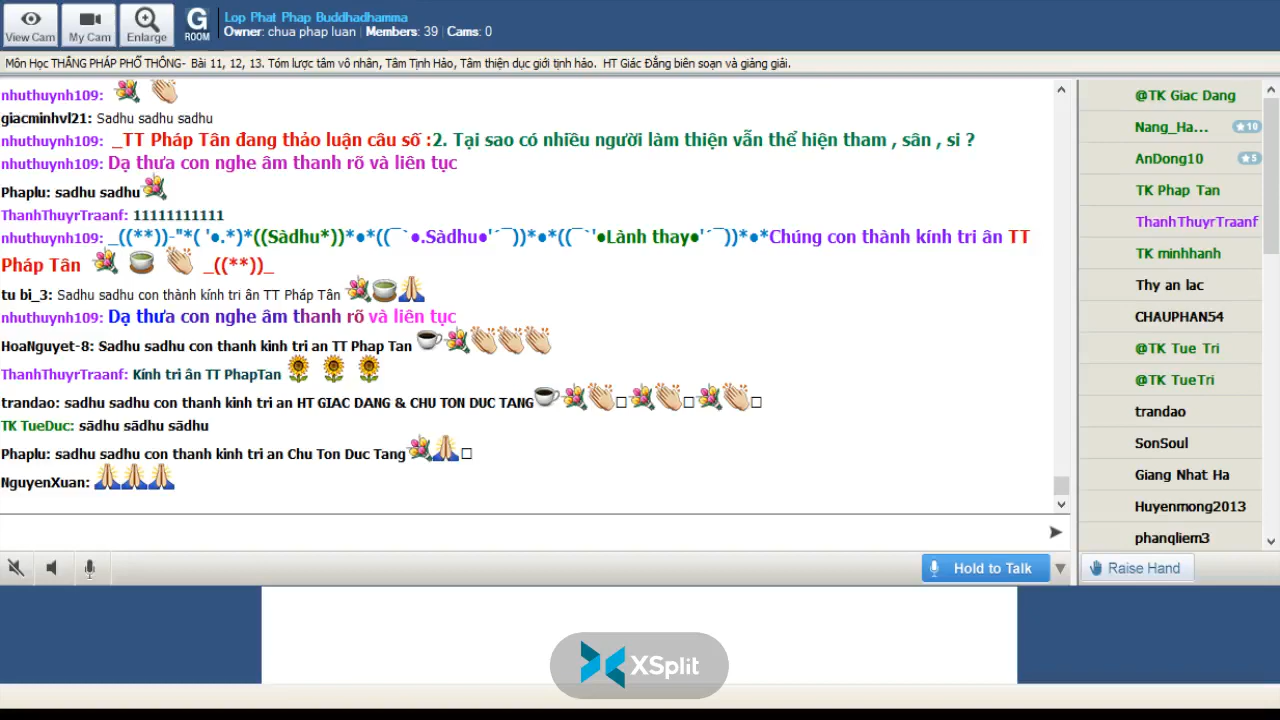 View Cam
My Cam
Enlarge
G
ROOM
Lop Phat Phap Buddhadhamma
Owner: chua phap luan Members: 39 Cams: 0
Môn Học THẮNG PHÁP PHỔ THÔNG- Bài 11, 12, 13. Tóm lược tâm vô nhân, Tâm Tịnh Hảo, Tâm thiện dục giới tịnh hảo. HT Giác Đẳng biên soạn và giảng giải.
nhuthuynh109: 💐 👏
giacminhvl21: Sadhu sadhu sadhu
nhuthuynh109: _TT Pháp Tân đang thảo luận câu số :2. Tại sao có nhiều người làm thiện vẫn thể hiện tham , sân , si ?
nhuthuynh109: Dạ thưa con nghe âm thanh rõ và liên tục
Phaplu: sadhu sadhu💐
ThanhThuyrTraanf: 11111111111
nhuthuynh109: _((**))-"*( '●.*)*((Sàdhu*))*●*((¯`●.Sàdhu●'´¯))*●*●*((¯`'●Lành thay●'´¯))*●*Chúng con thành kính tri ân TT
Pháp Tân 💐 🍵 👏 _((**))_
tu bi_3: Sadhu sadhu con thành kính tri ân TT Pháp Tân 💐🍵🙏
nhuthuynh109: Dạ thưa con nghe âm thanh rõ và liên tục
HoaNguyet-8: Sadhu sadhu con thanh kinh tri an TT Phap Tan ☕💐👏👏👏
ThanhThuyrTraanf: Kính tri ân TT PhapTan 🌻 🌻 🌻
trandao: sadhu sadhu con thanh kinh tri an HT GIAC DANG & CHU TON DUC TANG☕💐👏□💐👏□💐👏□
TK TueDuc: sādhu sādhu sādhu
Phaplu: sadhu sadhu con thanh kinh tri an Chu Ton Duc Tang💐🙏□
NguyenXuan: 🙏🙏🙏
Hold to Talk
@TK Giac Dang
Nang_Ha... ★10
AnDong10 ★5
TK Phap Tan
ThanhThuyrTraanf
TK minhhanh
Thy an lac
CHAUPHAN54
@TK Tue Tri
@TK TueTri
trandao
SonSoul
Giang Nhat Ha
Huyenmong2013
phanqliem3
Raise Hand
XSplit